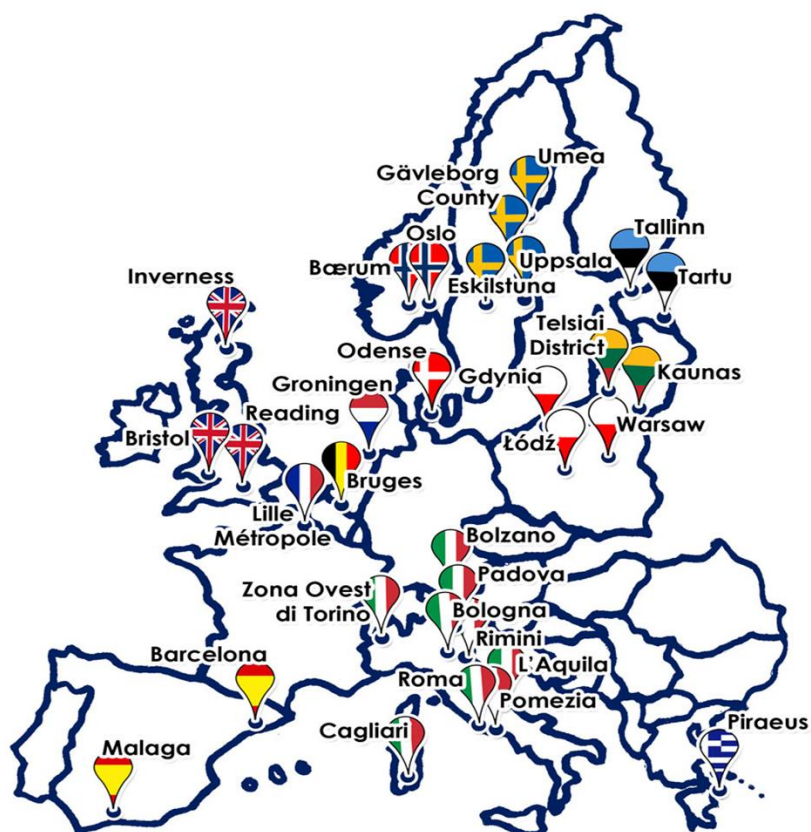 Umea
Gävleborg
County
Oslo
Tallinn
Bærum
Uppsala
Tartu
Inverness
Eskilstuna
Telsiai
District
Odense
Gdynia
Kaunas
Groningen
Reading
Warsaw
Bristol
Łódź
Bruges
Lille
Métropole
Bolzano
Padova
Zona Ovest
di Torino
Bologna
Rimini
Barcelona
L'Aquila
Roma
Pomezia
Cagliari
Piraeus
Malaga